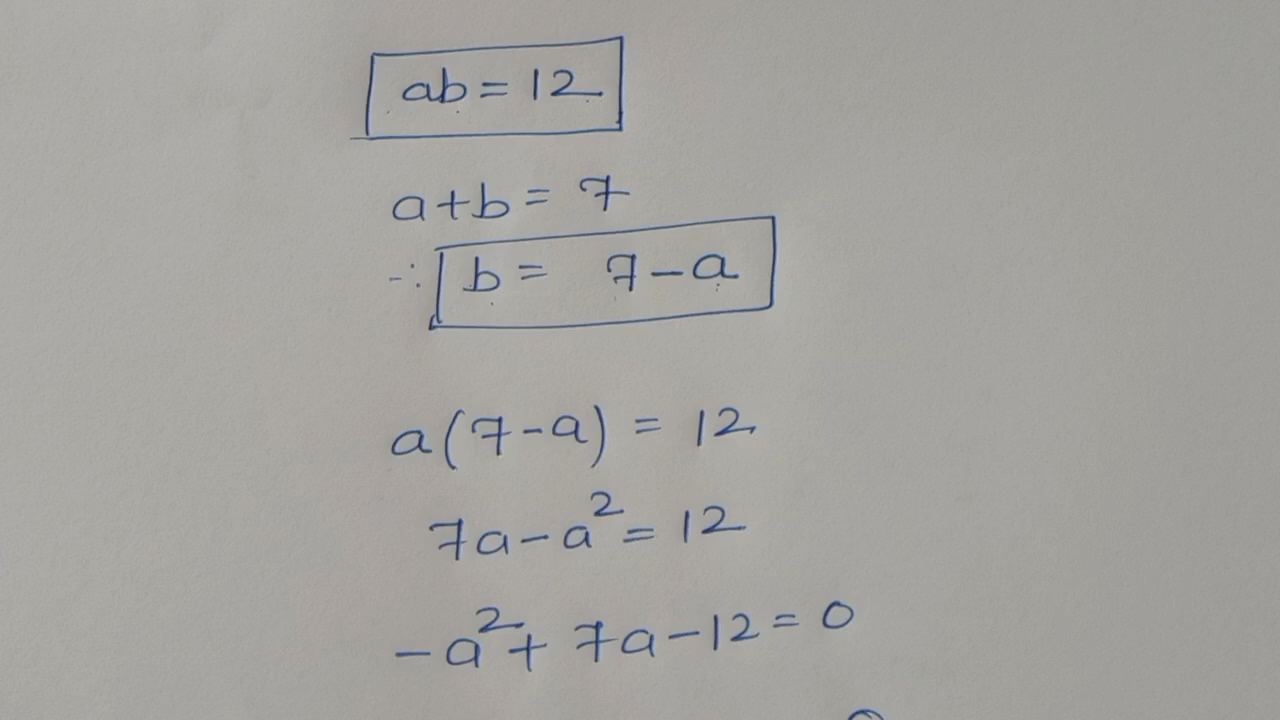 ab = 12
a+b = 7
∴ b = 7-a
a(7-a) = 12
7a-a² = 12
-a²+ 7a-12 = 0